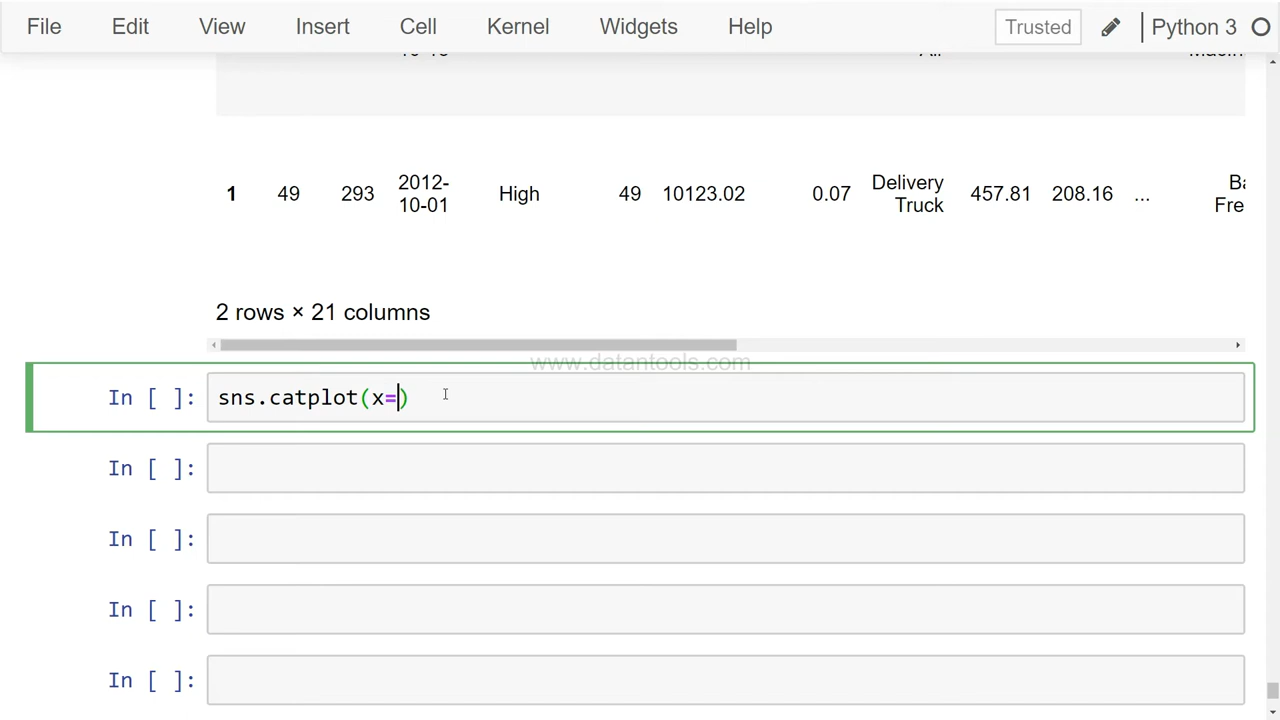 File Edit View Insert Cell Kernel Widgets Help Trusted Python 3
1 49 293 2012-10-01 High 49 10123.02 0.07 Delivery Truck 457.81 208.16 ...
2 rows × 21 columns
www.datantools.com
In [ ]: sns.catplot(x=)
In [ ]:
In [ ]:
In [ ]:
In [ ]: